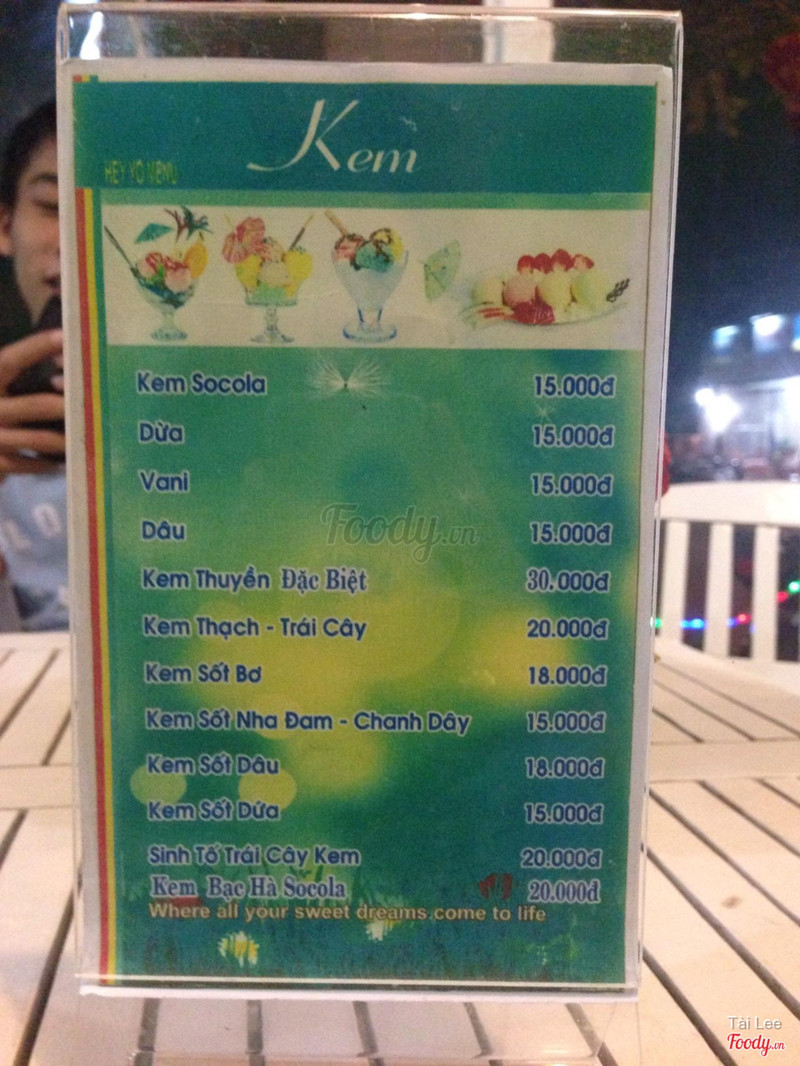 Kem
HEY YO MENU
Kem Socola 15.000đ
Dừa 15.000đ
Vani 15.000đ
Foody.vn
Dâu 15.000đ
Kem Thuyền Đặc Biệt 30.000đ
Kem Thạch - Trái Cây 20.000đ
Kem Sốt Bơ 18.000đ
Kem Sốt Nha Đam - Chanh Dây 15.000đ
Kem Sốt Dâu 18.000đ
Kem Sốt Dứa 15.000đ
Sinh Tố Trái Cây Kem 20.000đ
Kem Bạc Hà Socola 20.000đ
Where all your sweet dreams come to life
Tài Lee
Foody.vn